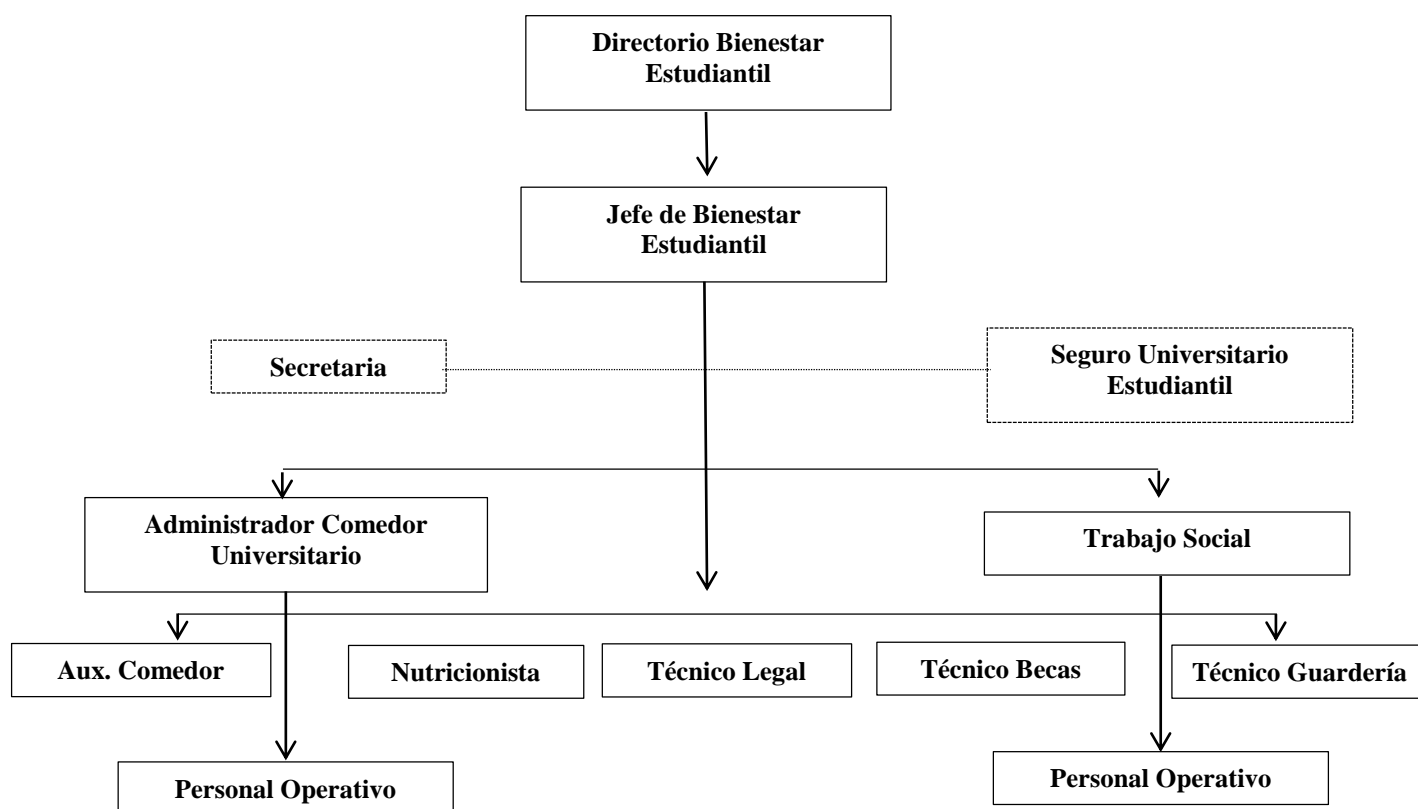 Directorio Bienestar
Estudiantil
Jefe de Bienestar
Estudiantil
Secretaria
Seguro Universitario
Estudiantil
Administrador Comedor
Universitario
Trabajo Social
Aux. Comedor
Nutricionista
Técnico Legal
Técnico Becas
Técnico Guardería
Personal Operativo
Personal Operativo